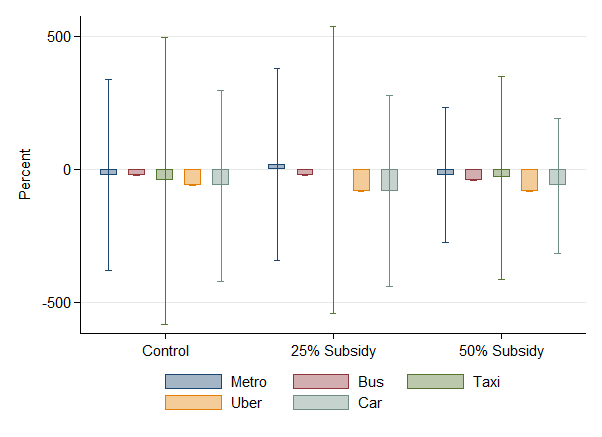 Percent
500
0
-500
Control 25% Subsidy 50% Subsidy
Metro Bus Taxi
Uber Car